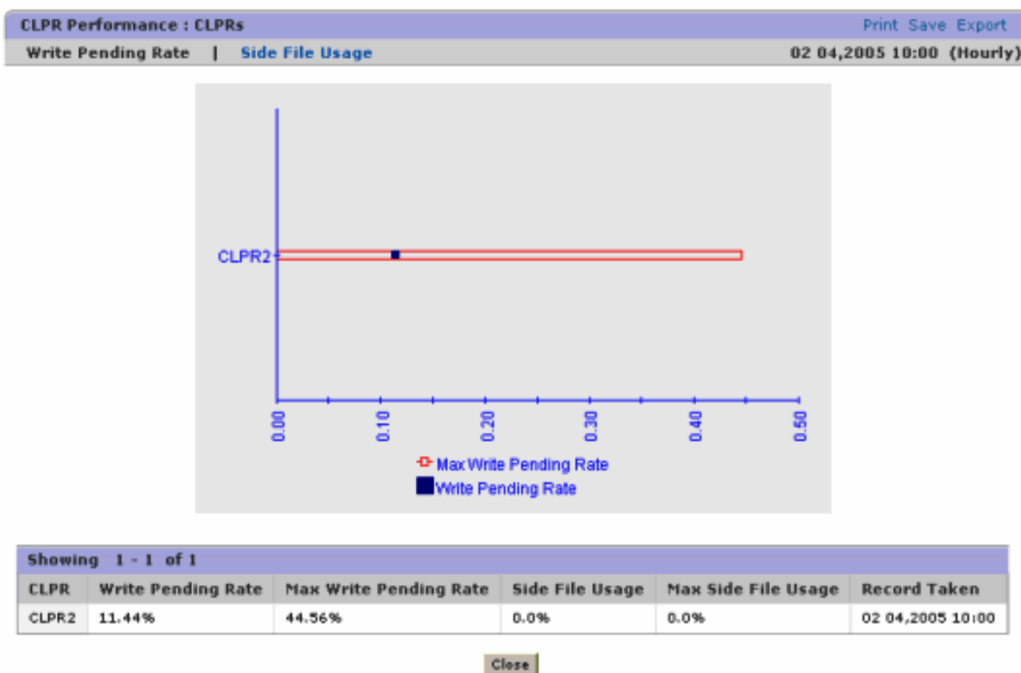 CLPR Performance : CLPRs Print Save Export
Write Pending Rate | Side File Usage 02 04,2005 10:00 (Hourly)
CLPR2
0.00 0.10 0.20 0.30 0.40 0.50
Max Write Pending Rate
Write Pending Rate
Showing 1 - 1 of 1
CLPR Write Pending Rate Max Write Pending Rate Side File Usage Max Side File Usage Record Taken
CLPR2 11.44% 44.56% 0.0% 0.0% 02 04,2005 10:00
Close